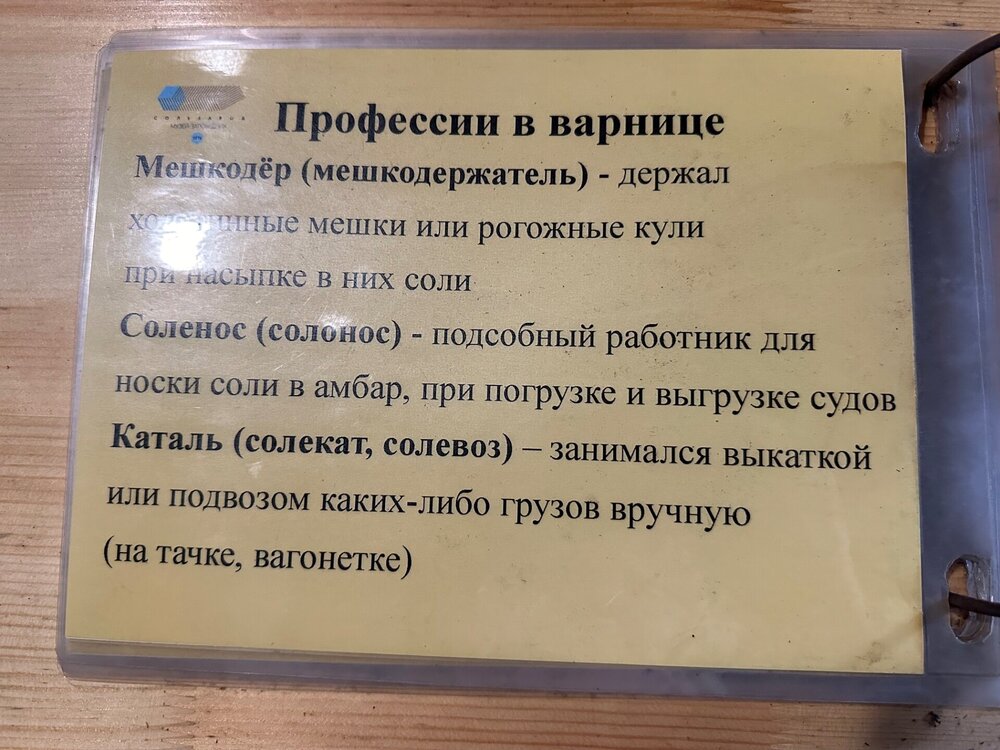 СОЛЬЗАВОД
Профессии в варнице
Мешкодёр (мешкодержатель) - держал
мешки или рогожные кули
при насыпке в них соли
Соленос (солонос) - подсобный работник для
носки соли в амбар, при погрузке и выгрузке судов
Каталь (солекат, солевоз) – занимался выкаткой
или подвозом каких-либо грузов вручную
(на тачке, вагонетке)